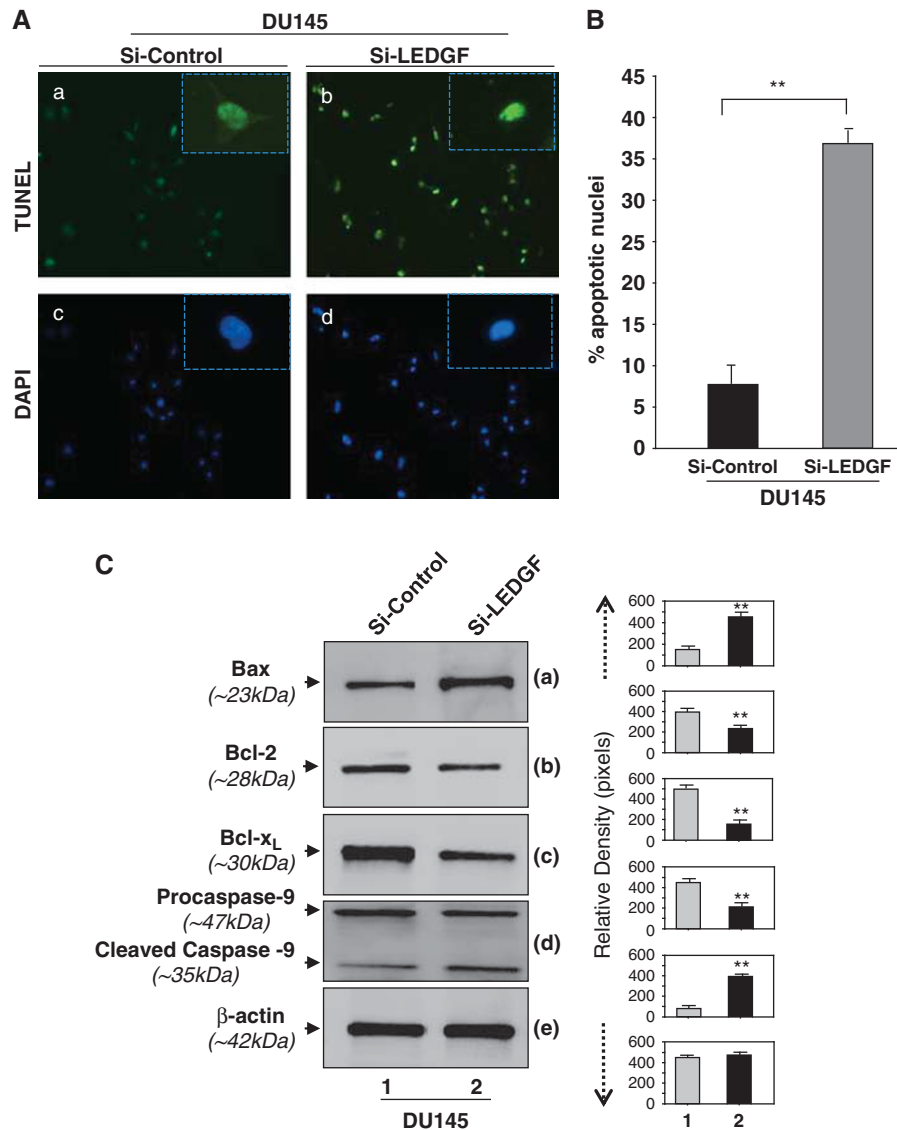 A
DU145
Si-Control
Si-LEDGF
TUNEL
a
b
DAPI
c
d
B
% apoptotic nuclei
45
40
35
30
25
20
15
10
5
0
**
Si-Control
Si-LEDGF
DU145
C
Si-Control
Si-LEDGF
Bax
(~23kDa)
(a)
Bcl-2
(~28kDa)
(b)
Bcl-xL
(~30kDa)
(c)
Procaspase-9
(~47kDa)
(d)
Cleaved Caspase -9
(~35kDa)
β-actin
(~42kDa)
(e)
1
2
DU145
Relative Density (pixels)
600
400
200
0
**
600
400
200
0
**
600
400
200
0
**
600
400
200
0
**
600
400
200
0
**
600
400
200
0
1
2